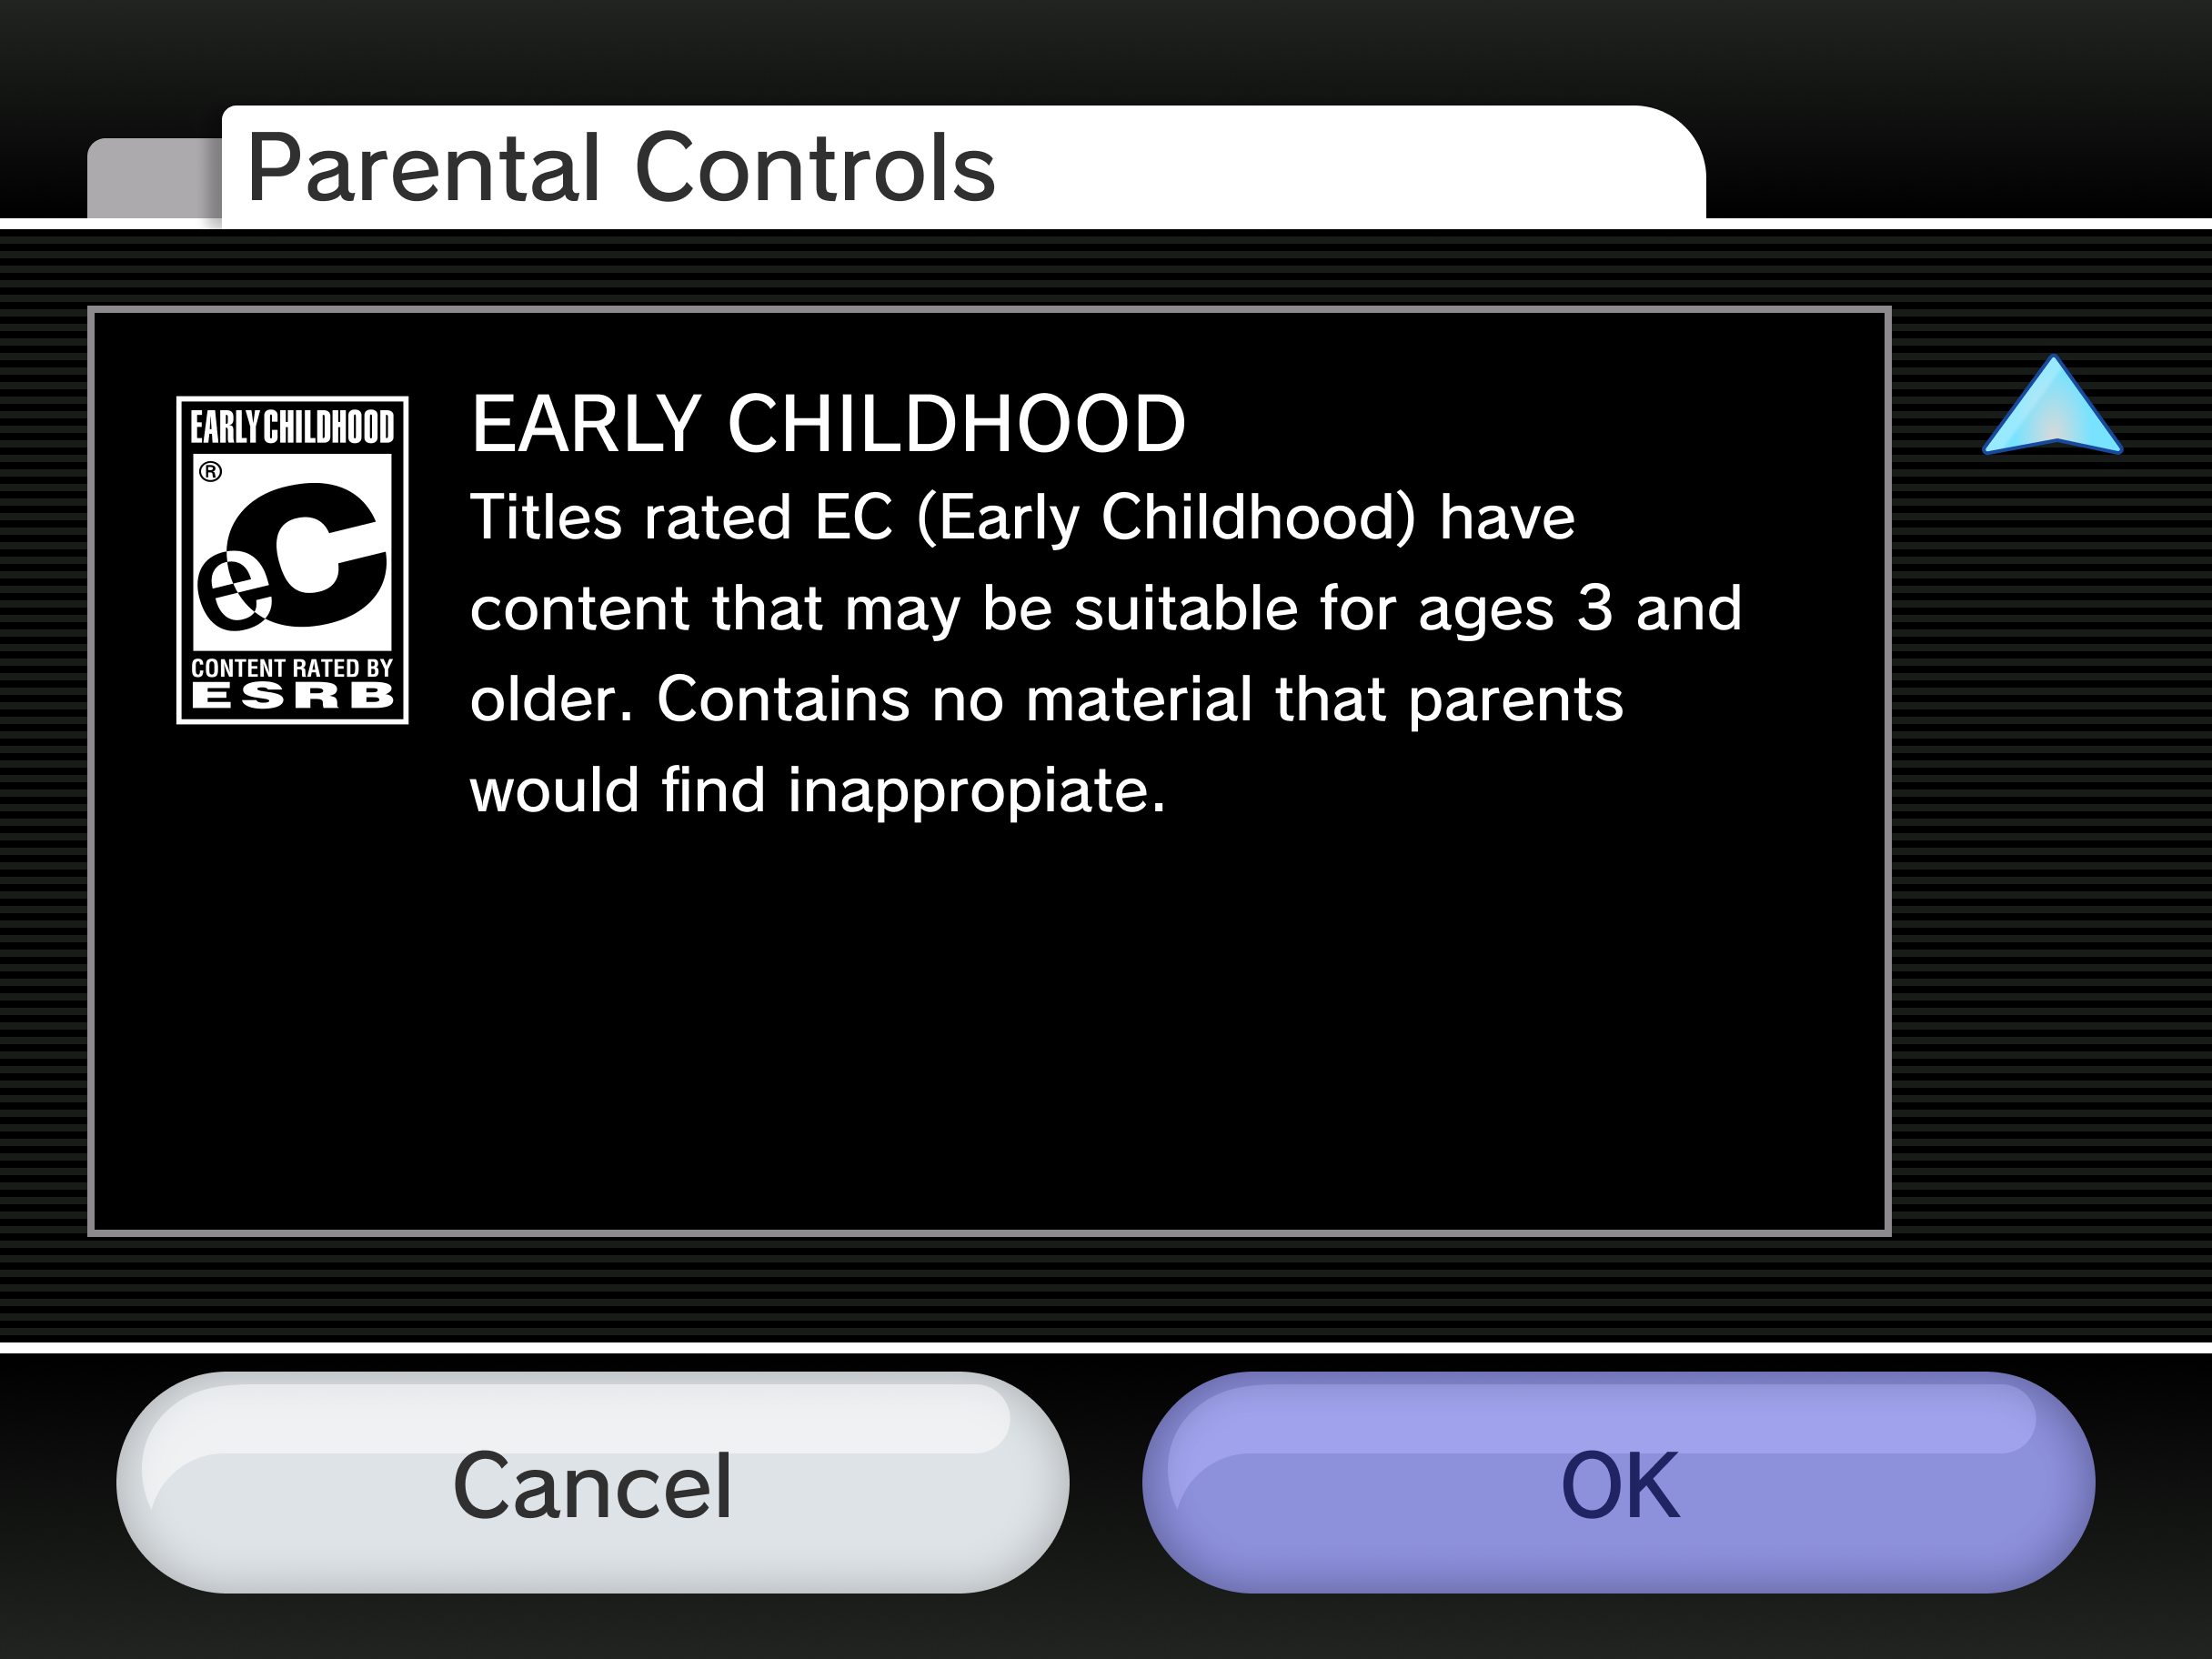 Parental Controls
EARLY CHILDHOOD
®
eC
CONTENT RATED BY
ESRB
EARLY CHILDHOOD
Titles rated EC (Early Childhood) have
content that may be suitable for ages 3 and
older. Contains no material that parents
would find inappropiate.
Cancel
OK